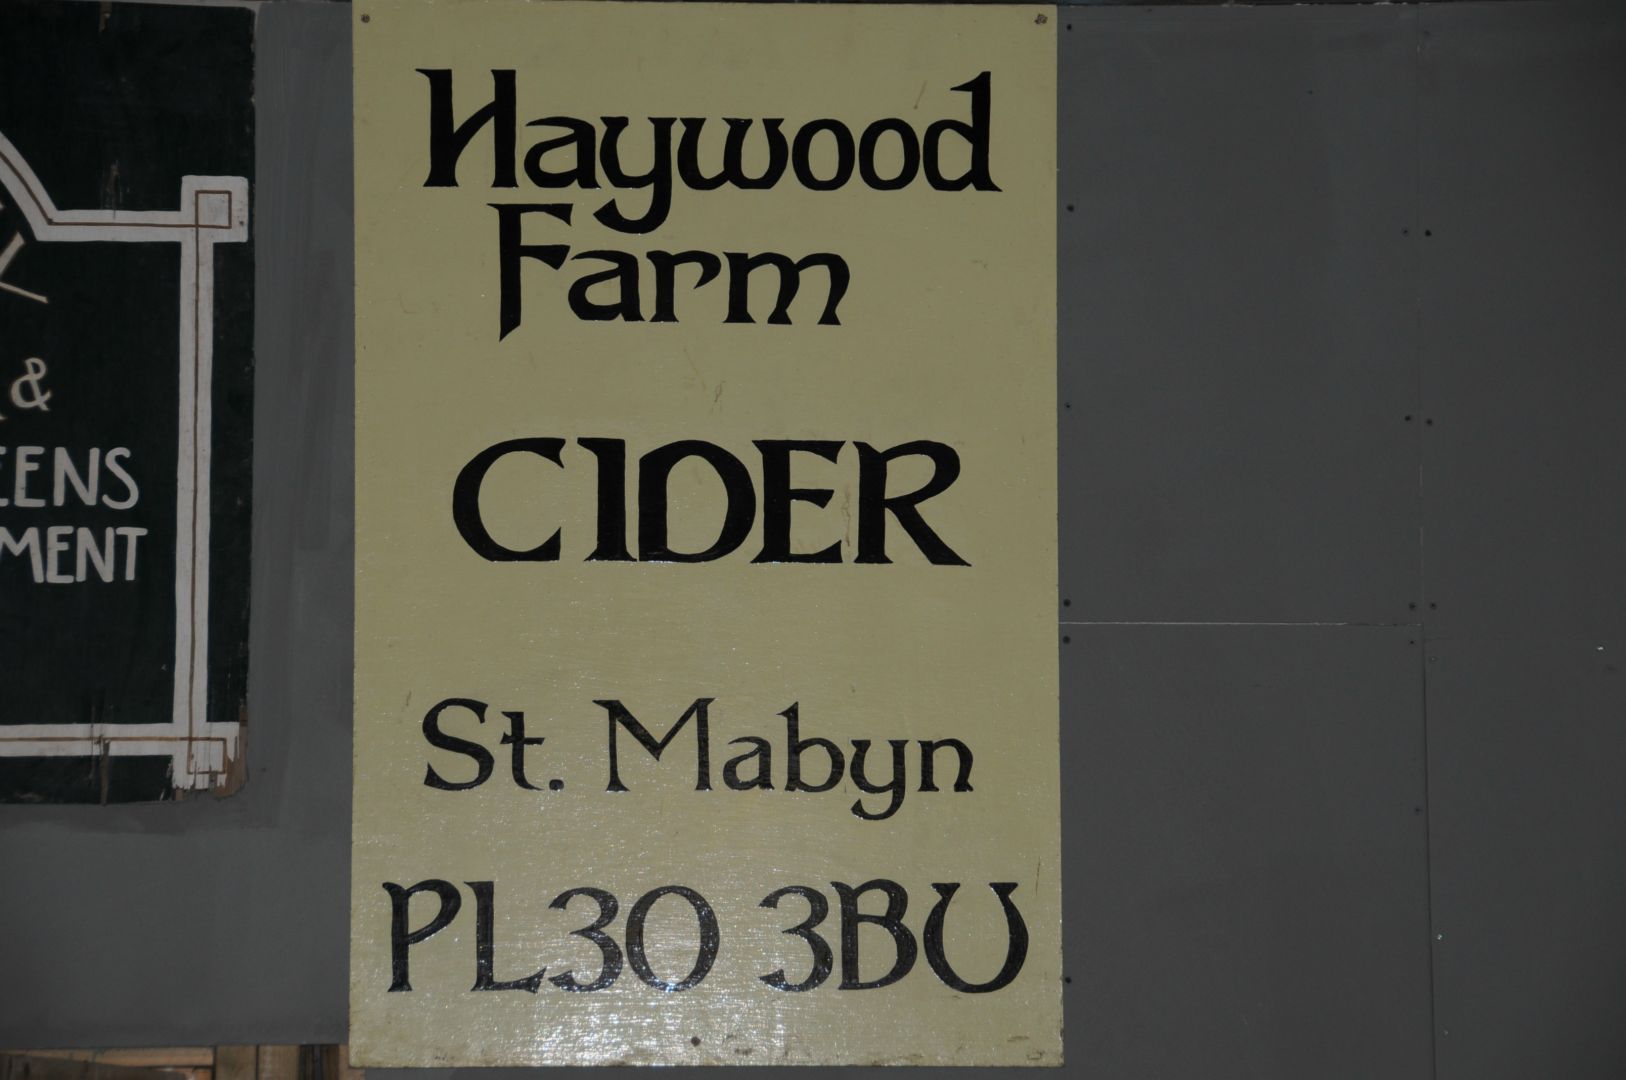 Haywood
Farm
CIDER
St. Mabyn
PL30 3BU
&
EENS
MENT